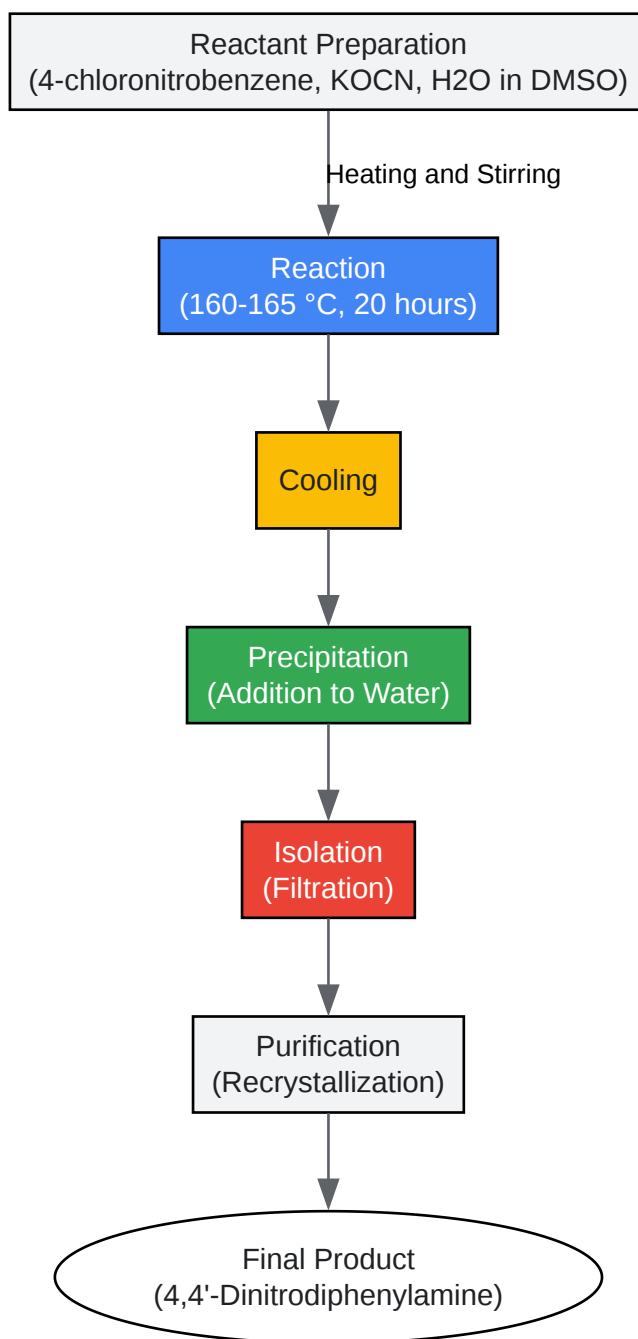 Reactant Preparation
(4-chloronitrobenzene, KOCN, H2O in DMSO)
Heating and Stirring
Reaction
(160-165 °C, 20 hours)
Cooling
Precipitation
(Addition to Water)
Isolation
(Filtration)
Purification
(Recrystallization)
Final Product
(4,4'-Dinitrodiphenylamine)